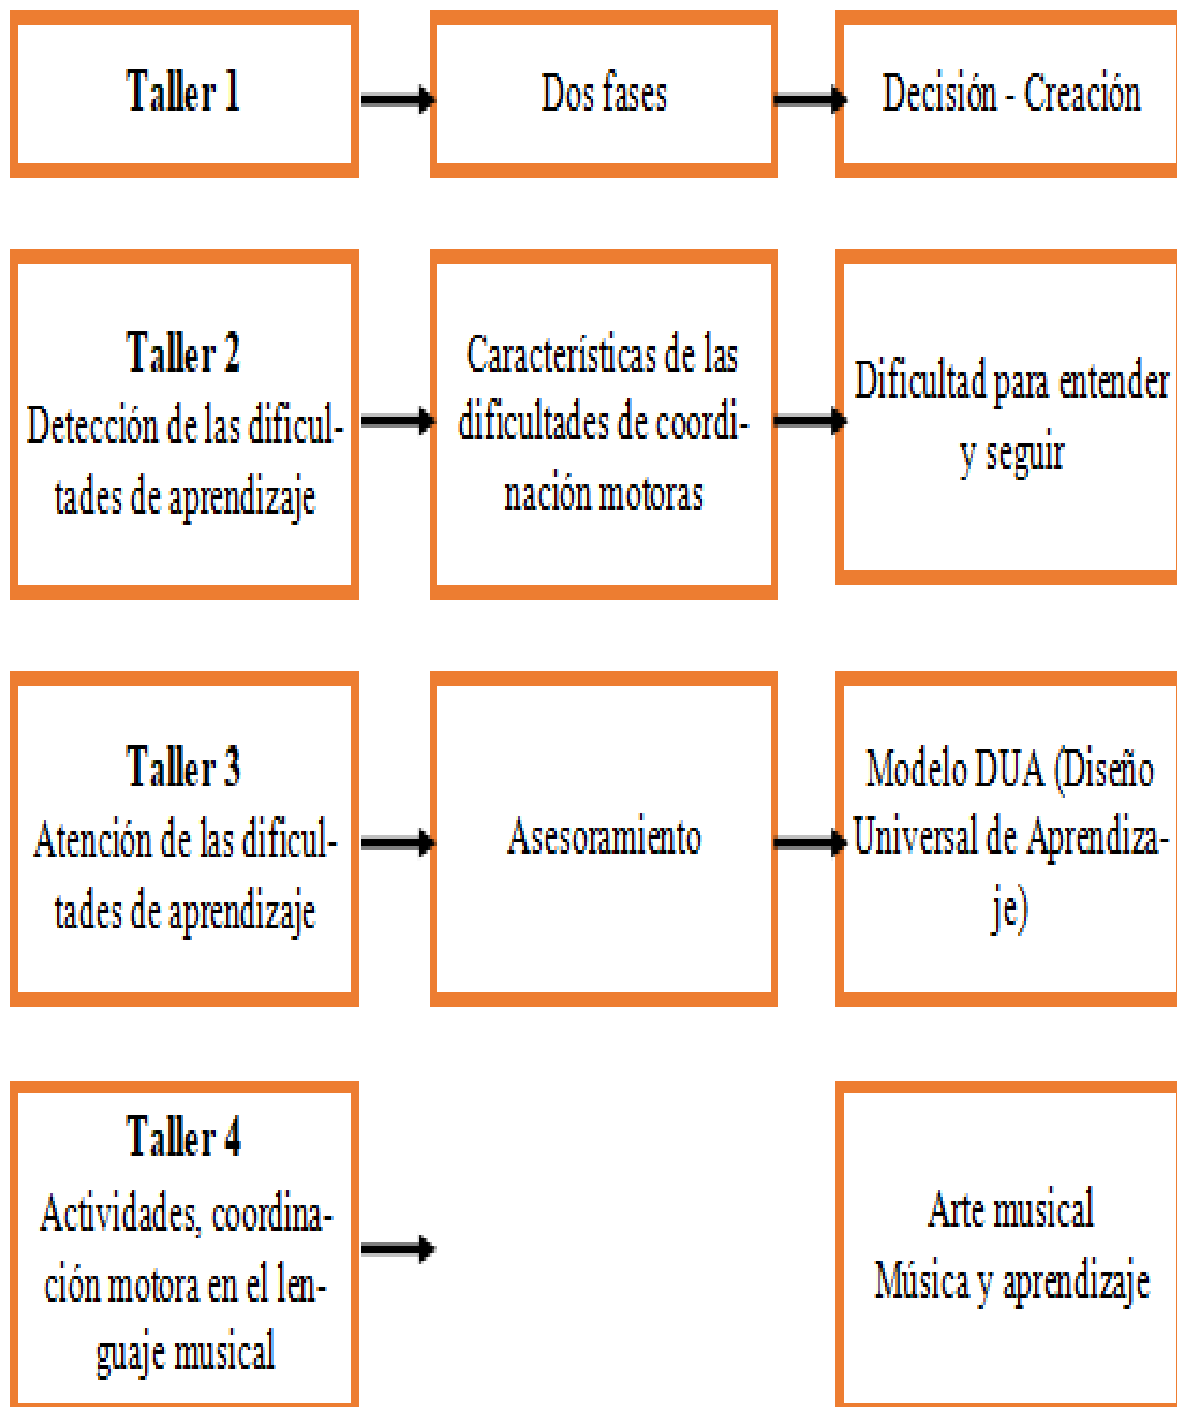 Taller 1
Dos fases
Decisión - Creación
Taller 2
Detección de las dificul-
tades de aprendizaje
Características de las
dificultades de coordi-
nación motoras
Dificultad para entender
y seguir
Taller 3
Atención de las dificul-
tades de aprendizaje
Asesoramiento
Modelo DUA (Diseño
Universal de Aprendiza-
je)
Taller 4
Actividades, coordina-
ción motora en el len-
guaje musical
Arte musical
Música y aprendizaje